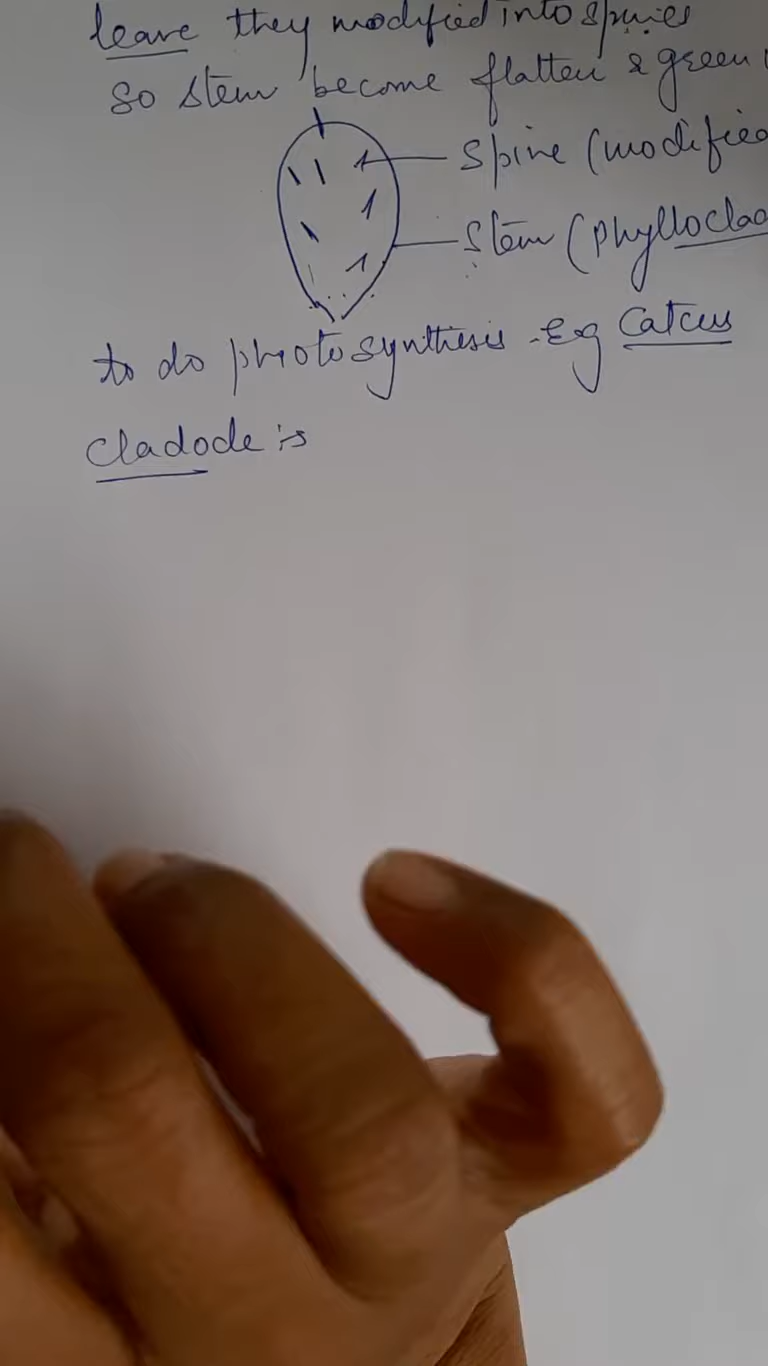 leave they modified into spines
so stem become flatten & green
Spine (modified
Stem (phylloclad
to do photosynthesis. Eg Catcus
Cladode is